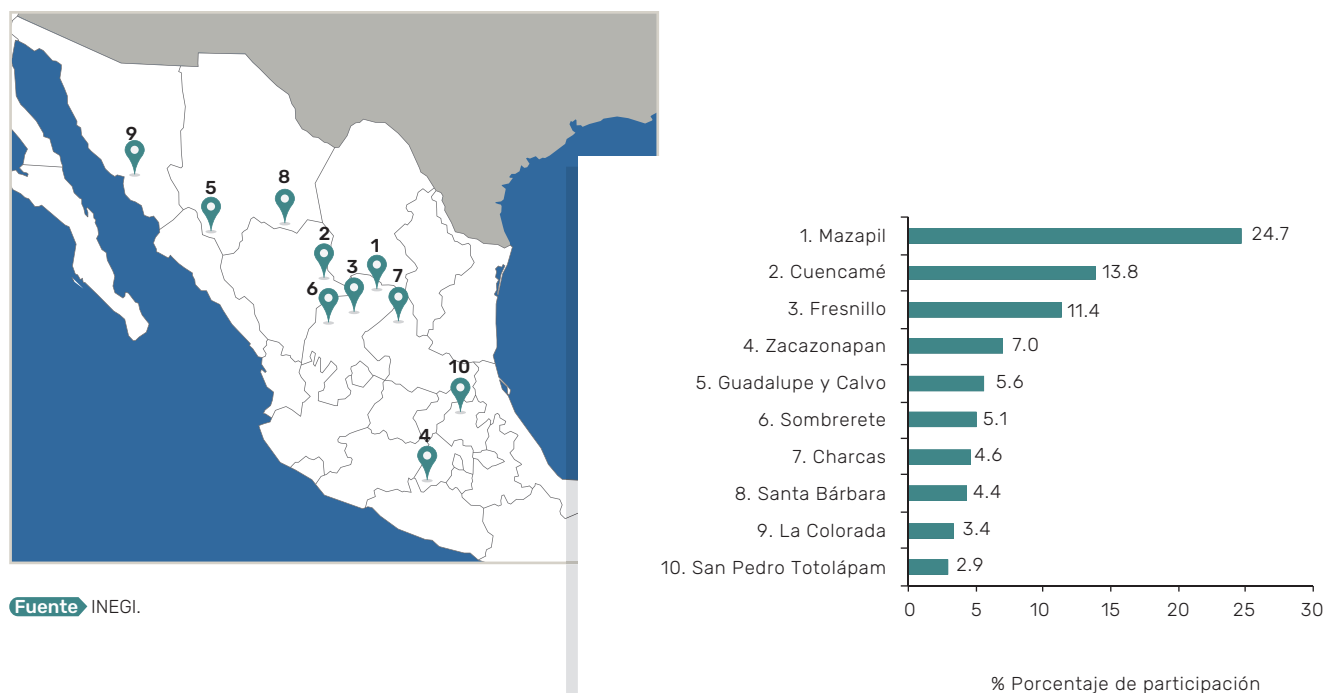 9
5
8
2
1
3
7
6
10
4
Fuente INEGI.
1. Mazapil 24.7
2. Cuencamé 13.8
3. Fresnillo 11.4
4. Zacazonapan 7.0
5. Guadalupe y Calvo 5.6
6. Sombrerete 5.1
7. Charcas 4.6
8. Santa Bárbara 4.4
9. La Colorada 3.4
10. San Pedro Totolápam 2.9
0 5 10 15 20 25 30
% Porcentaje de participación